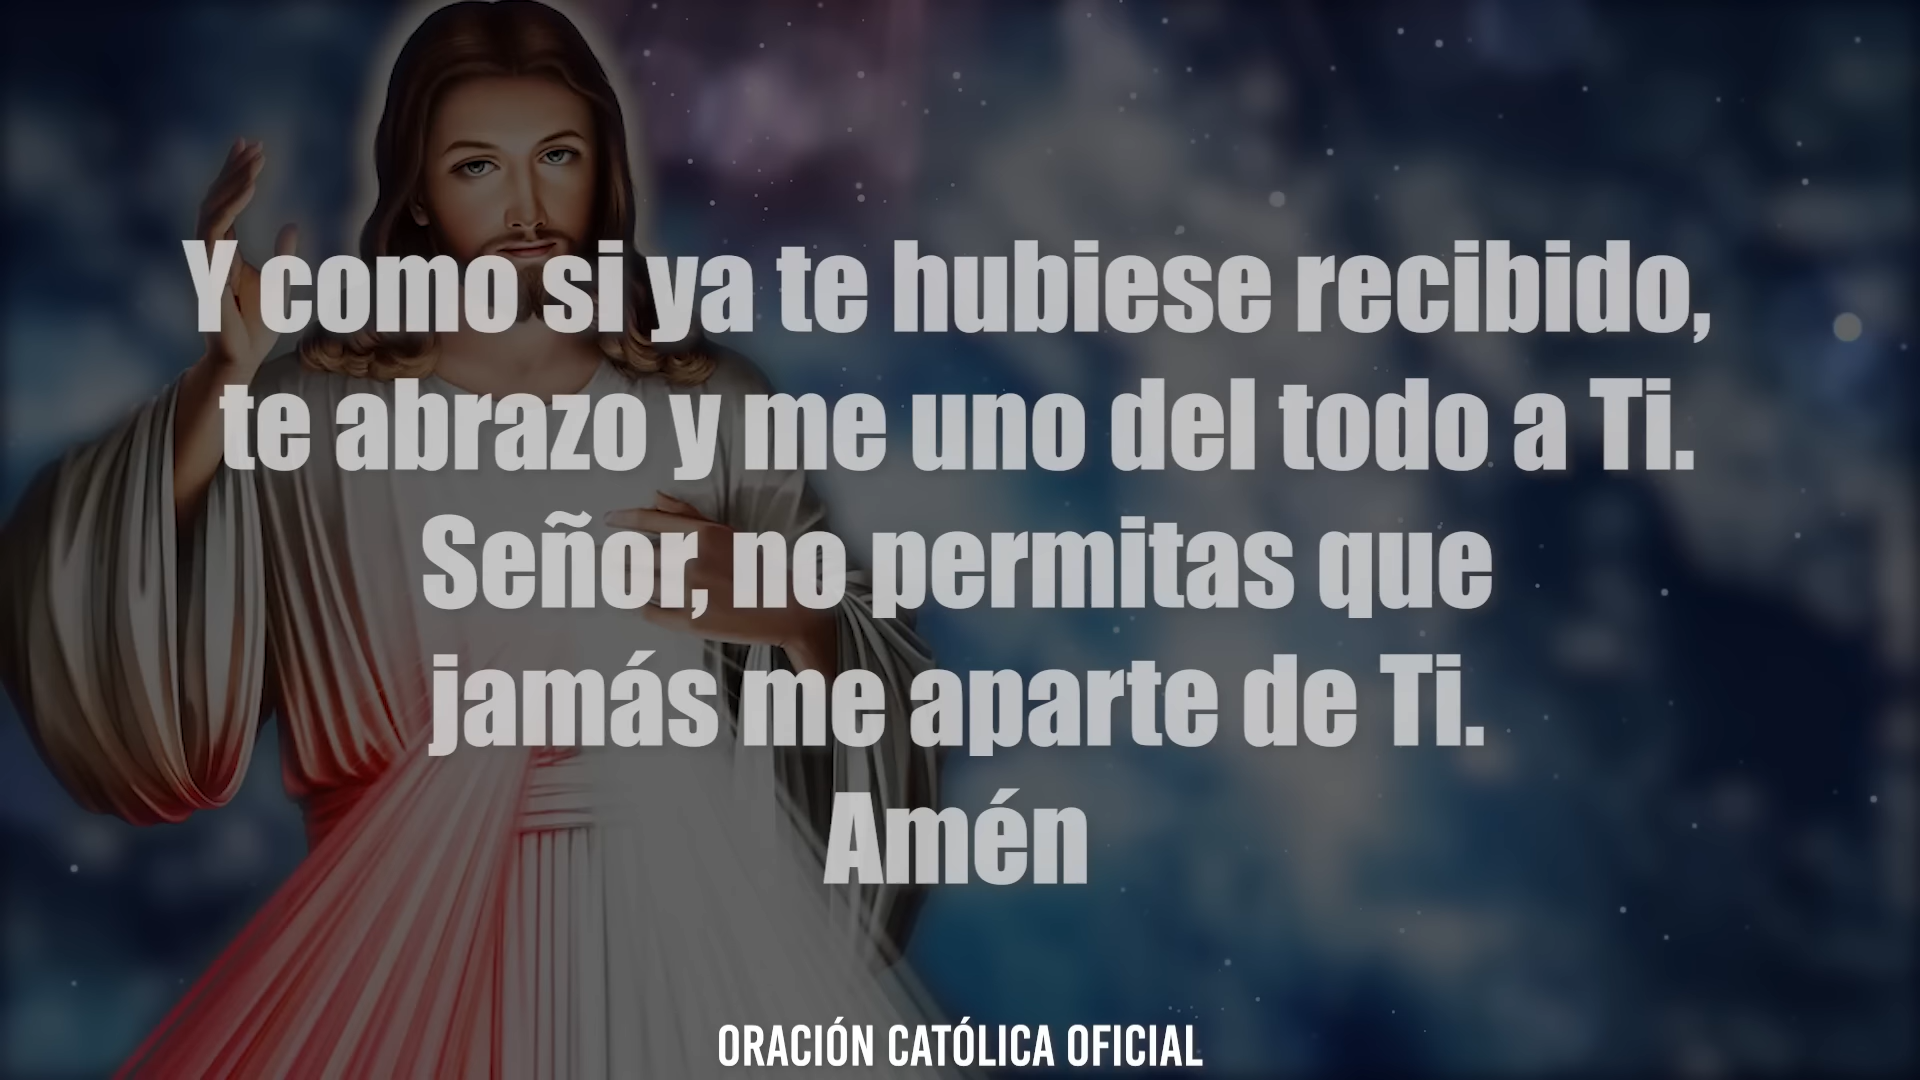 Y como si ya te hubiese recibido,
te abrazo y me uno del todo a Ti.
Señor, no permitas que
jamás me aparte de Ti.
Amén
ORACIÓN CATÓLICA OFICIAL